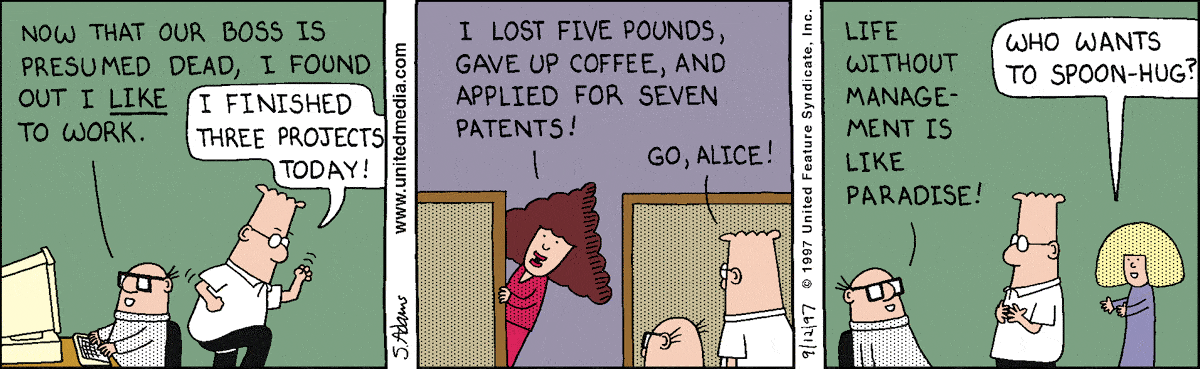 NOW THAT OUR BOSS IS
PRESUMED DEAD, I FOUND
OUT I LIKE
TO WORK.
I FINISHED
THREE PROJECTS
TODAY!
www.unitedmedia.com
S. Adams
I LOST FIVE POUNDS,
GAVE UP COFFEE, AND
APPLIED FOR SEVEN
PATENTS!
GO, ALICE!
9/12/97 © 1997 United Feature Syndicate, Inc.
LIFE
WITHOUT
MANAGE-
MENT IS
LIKE
PARADISE!
WHO WANTS
TO SPOON-HUG?